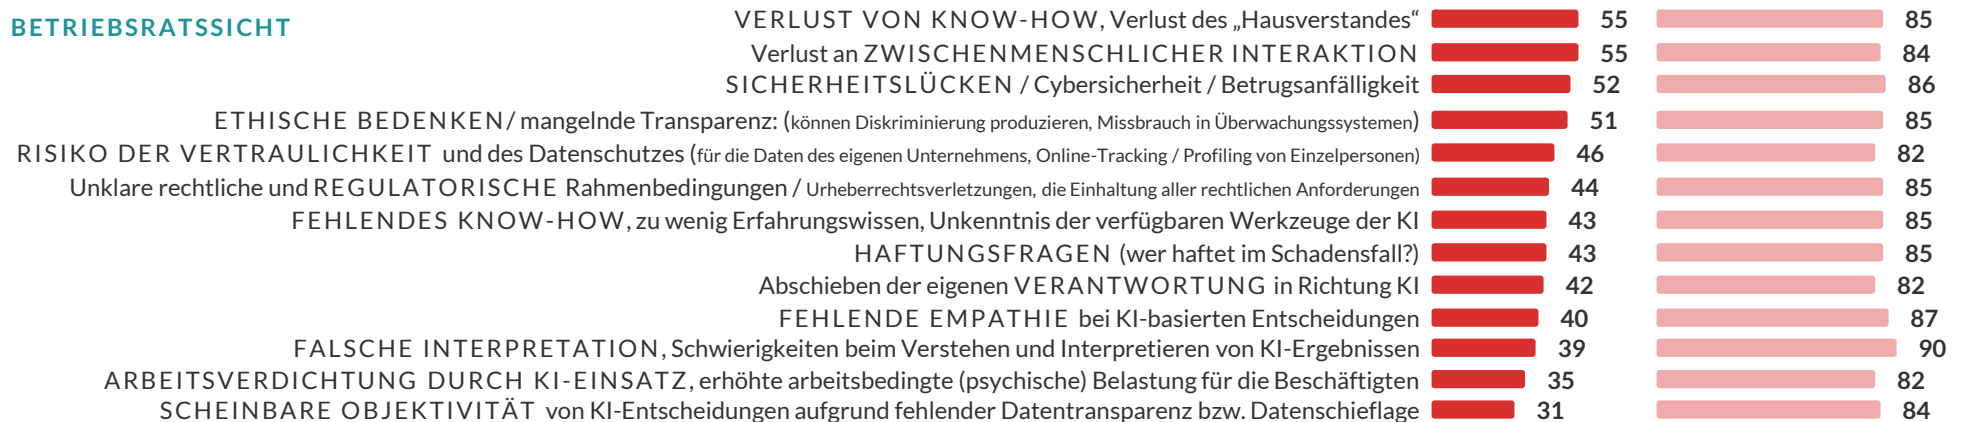 BETRIEBSRATSSICHT
VERLUST VON KNOW-HOW, Verlust des „Hausverstandes“ 55 85
Verlust an ZWISCHENMENSCHLICHER INTERAKTION 55 84
SICHERHEITSLÜCKEN / Cybersicherheit / Betrugsanfälligkeit 52 86
ETHISCHE BEDENKEN/ mangelnde Transparenz: (können Diskriminierung produzieren, Missbrauch in Überwachungssystemen) 51 85
RISIKO DER VERTRAULICHKEIT und des Datenschutzes (für die Daten des eigenen Unternehmens, Online-Tracking / Profiling von Einzelpersonen) 46 82
Unklare rechtliche und REGULATORISCHE Rahmenbedingungen / Urheberrechtsverletzungen, die Einhaltung aller rechtlichen Anforderungen 44 85
FEHLENDES KNOW-HOW, zu wenig Erfahrungswissen, Unkenntnis der verfügbaren Werkzeuge der KI 43 85
HAFTUNGSFRAGEN (wer haftet im Schadensfall?) 43 85
Abschieben der eigenen VERANTWORTUNG in Richtung KI 42 82
FEHLENDE EMPATHIE bei KI-basierten Entscheidungen 40 87
FALSCHE INTERPRETATION, Schwierigkeiten beim Verstehen und Interpretieren von KI-Ergebnissen 39 90
ARBEITSVERDICHTUNG DURCH KI-EINSATZ, erhöhte arbeitsbedingte (psychische) Belastung für die Beschäftigten 35 82
SCHEINBARE OBJEKTIVITÄT von KI-Entscheidungen aufgrund fehlender Datentransparenz bzw. Datenschieflage 31 84